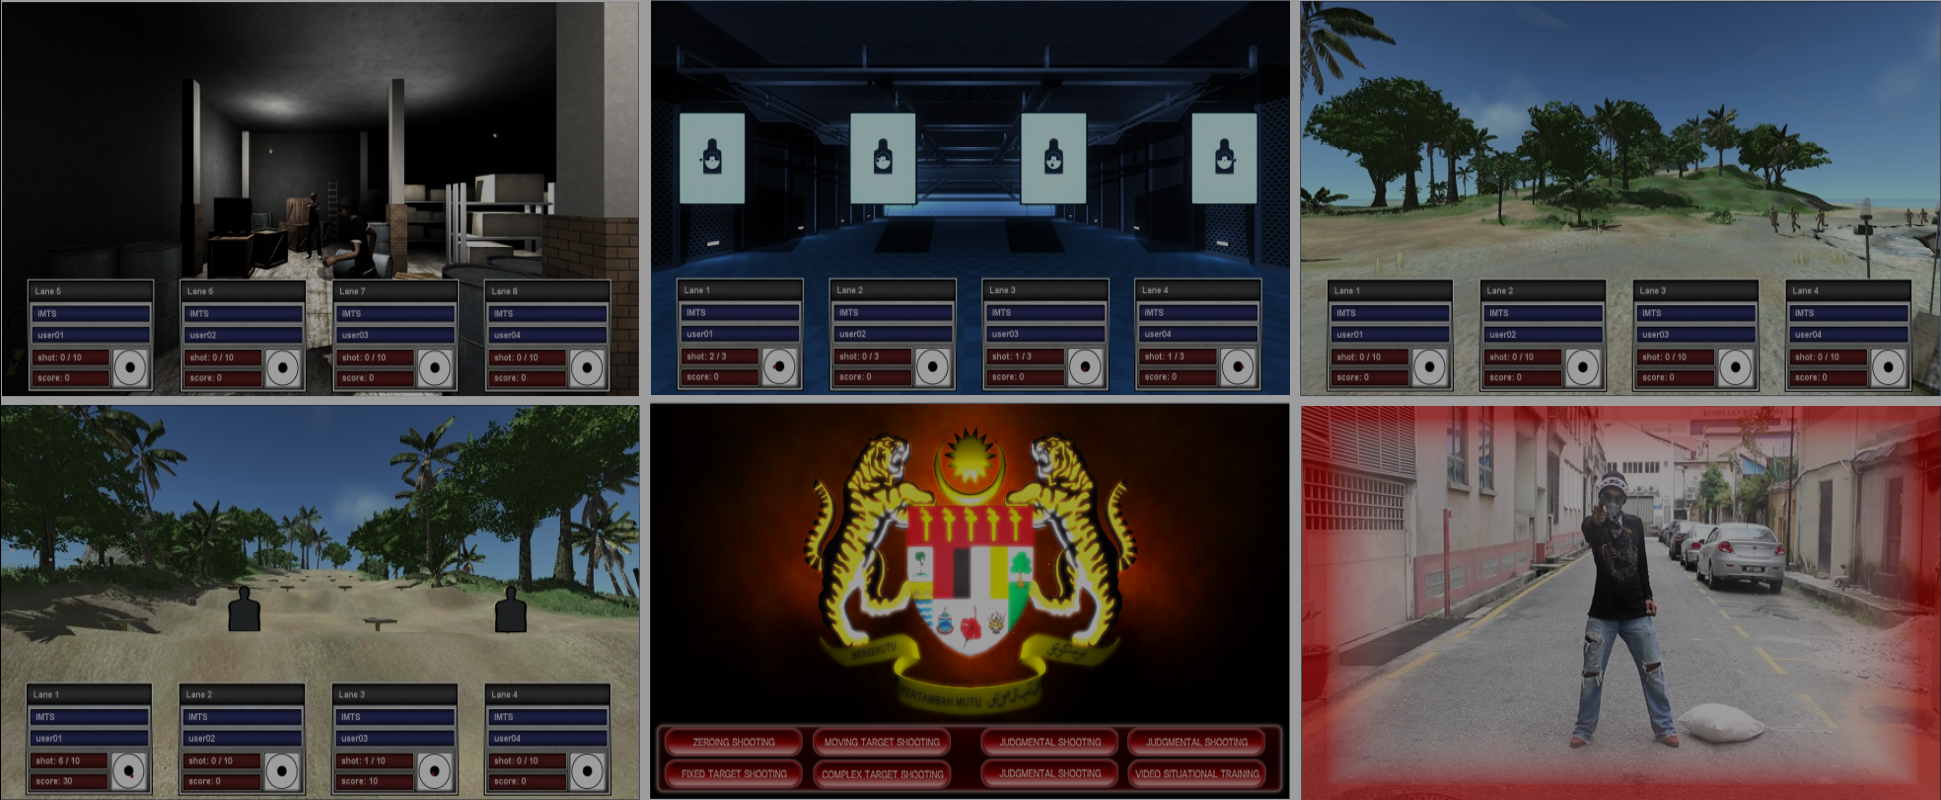 Lane 5
IMTS
user01
shot: 0 / 10
score: 0
Lane 6
IMTS
user02
shot: 0 / 10
score: 0
Lane 7
IMTS
user03
shot: 0 / 10
score: 0
Lane 8
IMTS
user04
shot: 0 / 10
score: 0
Lane 1
IMTS
user01
shot: 2 / 3
score: 0
Lane 2
IMTS
user02
shot: 0 / 3
score: 0
Lane 3
IMTS
user03
shot: 1 / 3
score: 0
Lane 4
IMTS
user04
shot: 1 / 3
score: 0
Lane 1
IMTS
user01
shot: 0 / 10
score: 0
Lane 2
IMTS
user02
shot: 0 / 10
score: 0
Lane 3
IMTS
user03
shot: 0 / 10
score: 0
Lane 4
IMTS
user04
shot: 0 / 10
score: 0
Lane 1
IMTS
user01
shot: 6 / 10
score: 30
Lane 2
IMTS
user02
shot: 0 / 10
score: 0
Lane 3
IMTS
user03
shot: 1 / 10
score: 10
Lane 4
IMTS
user04
shot: 0 / 10
score: 0
BERSEKUTU
BERTAMBAH MUTU
ZEROING SHOOTING
MOVING TARGET SHOOTING
JUDGMENTAL SHOOTING
JUDGMENTAL SHOOTING
FIXED TARGET SHOOTING
COMPLEX TARGET SHOOTING
JUDGMENTAL SHOOTING
VIDEO SITUATIONAL TRAINING